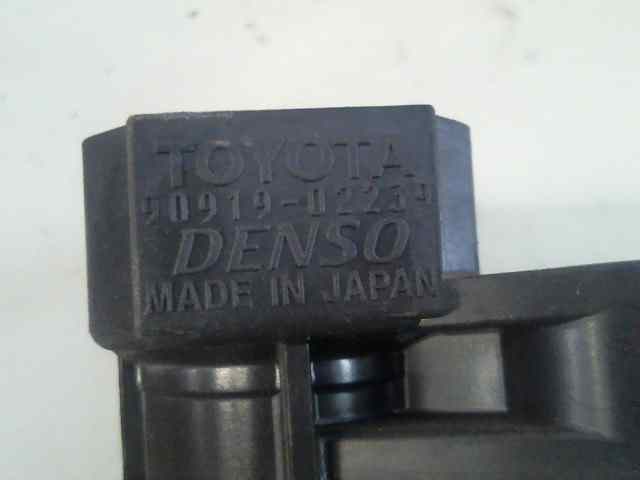 TOYOTA
90919-02239
DENSO
MADE IN JAPAN